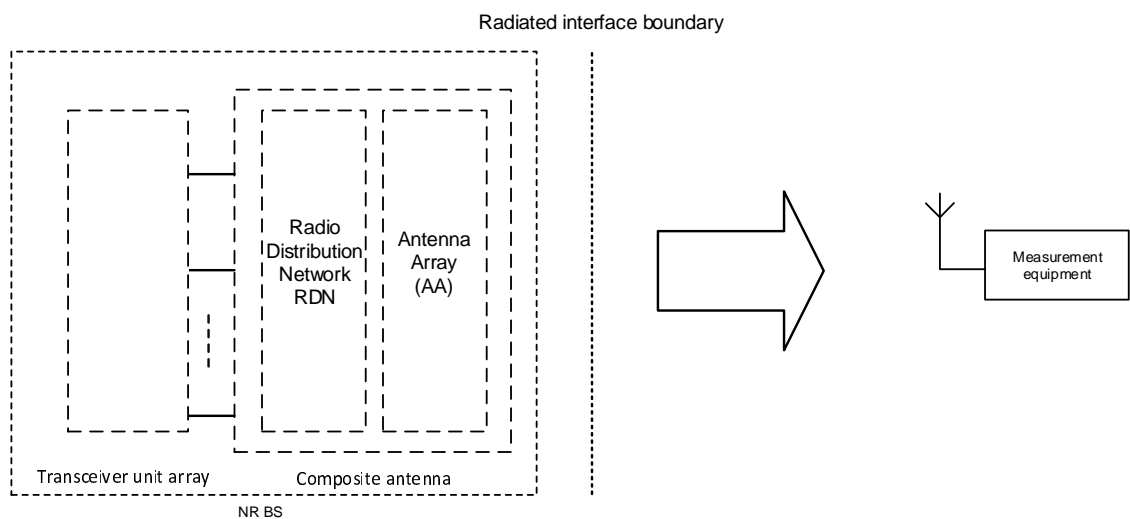 Radiated interface boundary
Radio
Distribution
Network
RDN
Antenna
Array
(AA)
Measurement
equipment
Transceiver unit array
Composite antenna
NR BS